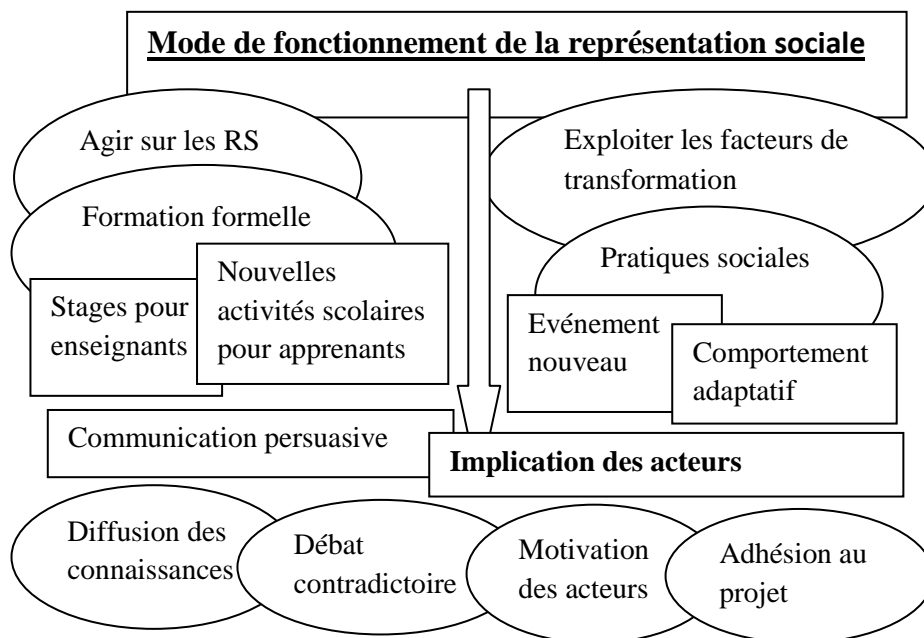 Mode de fonctionnement de la représentation sociale
Agir sur les RS
Exploiter les facteurs de
transformation
Formation formelle
Pratiques sociales
Stages pour
enseignants
Nouvelles
activités scolaires
pour apprenants
Evénement
nouveau
Comportement
adaptatif
Communication persuasive
Implication des acteurs
Diffusion des
connaissances
Débat
contradictoire
Motivation
des acteurs
Adhésion au
projet